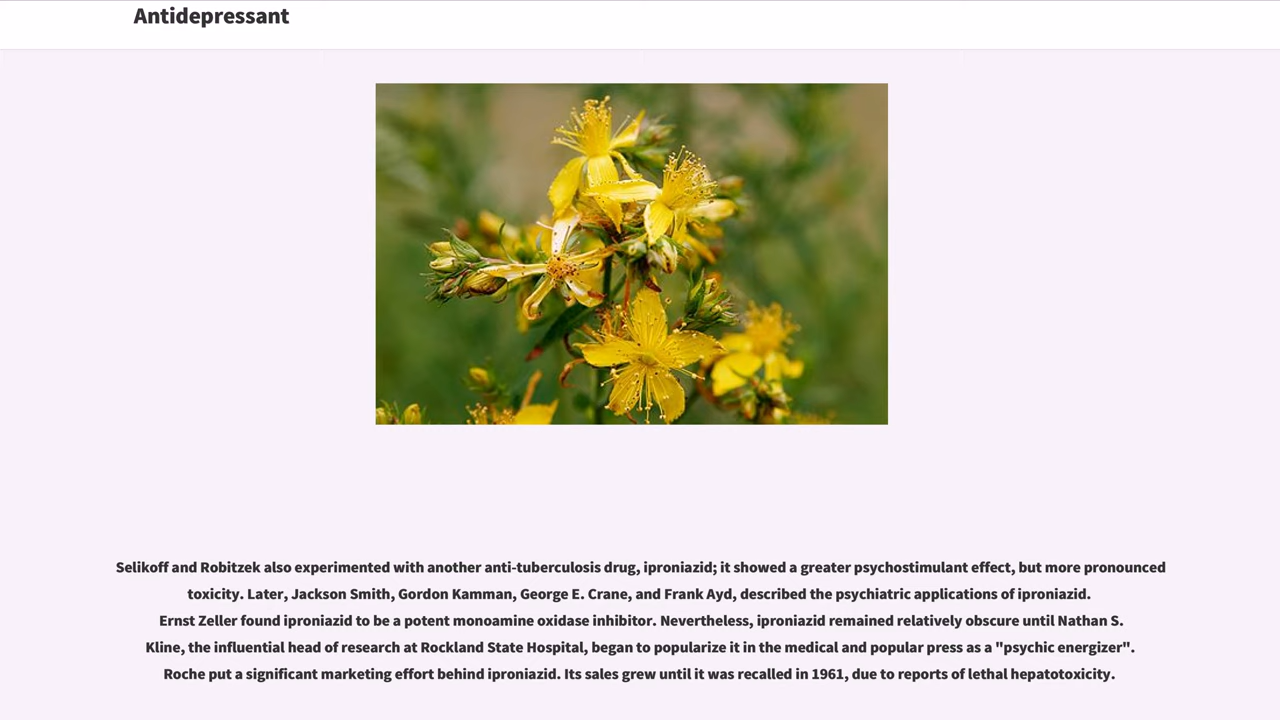 Antidepressant
Selikoff and Robitzek also experimented with another anti-tuberculosis drug, iproniazid; it showed a greater psychostimulant effect, but more pronounced
toxicity. Later, Jackson Smith, Gordon Kamman, George E. Crane, and Frank Ayd, described the psychiatric applications of iproniazid.
Ernst Zeller found iproniazid to be a potent monoamine oxidase inhibitor. Nevertheless, iproniazid remained relatively obscure until Nathan S.
Kline, the influential head of research at Rockland State Hospital, began to popularize it in the medical and popular press as a "psychic energizer".
Roche put a significant marketing effort behind iproniazid. Its sales grew until it was recalled in 1961, due to reports of lethal hepatotoxicity.